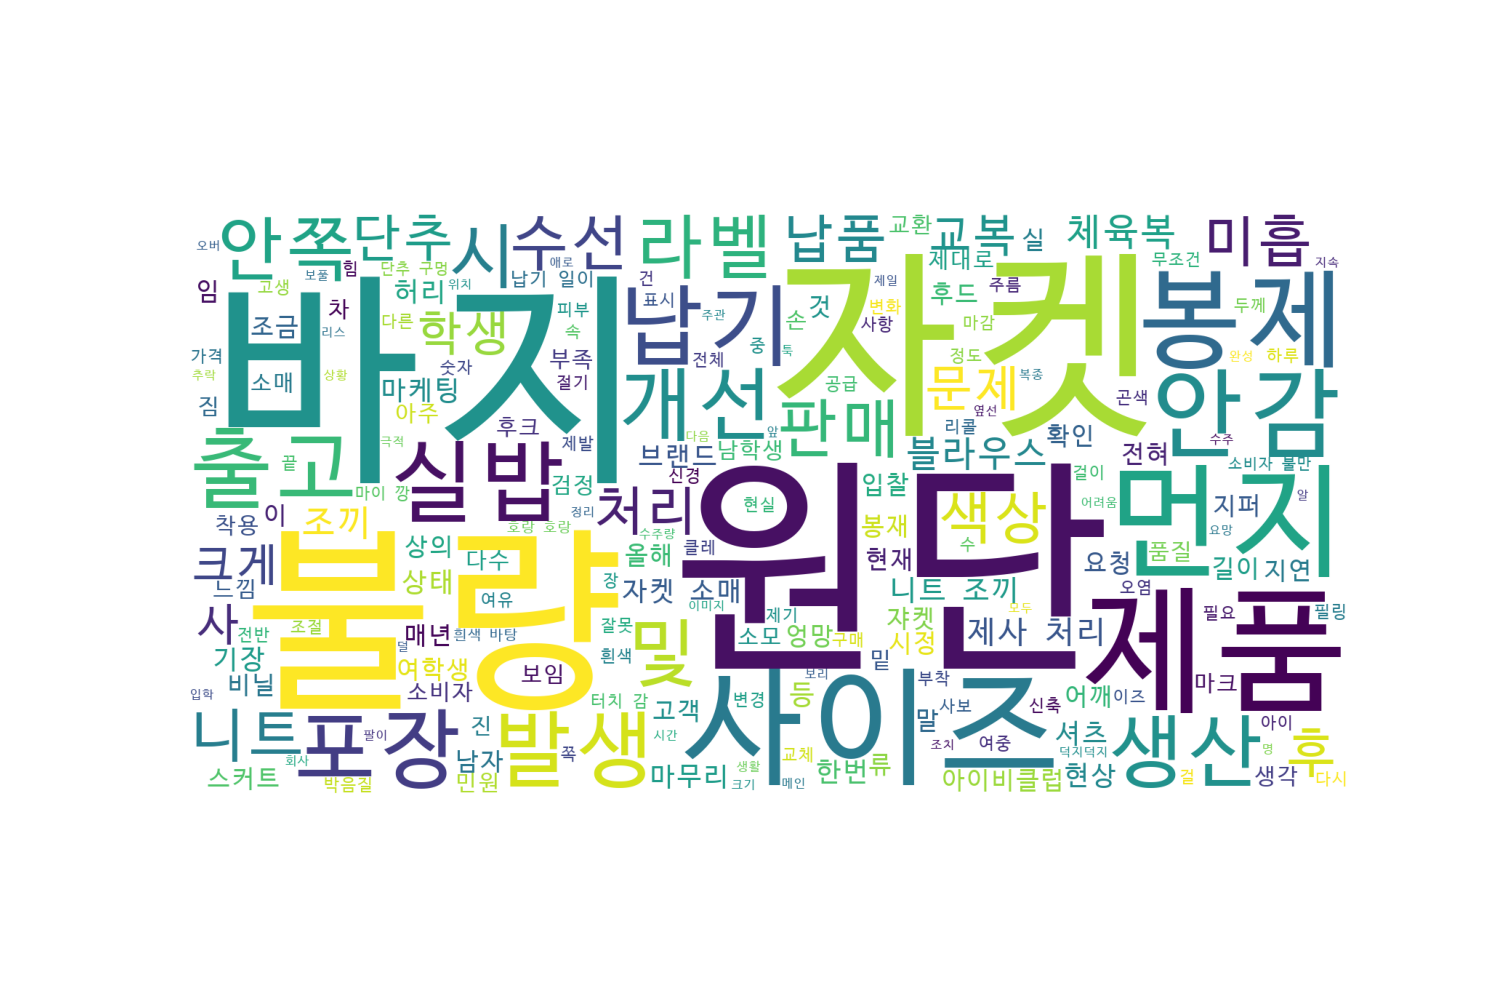 안쪽 단추 시 수선 라벨 납품 교환 교복 실 체육복 미흡
오버 보풀 힘 단추 구멍 위치 애로 제대로 무조건 지속
임 고생 차 허리 납기 일이 건 표시 피부 주관 제일 변화 후드 주름 두께
조금 리스 다른 학생 속 손 것 사항 마감
바지 납기 자켓 봉제
가격 추락 소매 상황 마케팅 숫자 부족 절기 전체 중 툭 정도 복종 완성 하루
짐 아주 후크 개선 공급 문제 옆선 곤색 안감
출고 끝 극적 실밥 제발 브랜드 다음 남학생 앞 판매 리콜 블라우스 확인 전혀 수주
마이 깡 검정 신경 입찰 걸이 소비자 불만 알
착용 이 조끼 정리 처리 현실 봉재 색상 어려움 먼지 지퍼 요망
크게 느낌 상의 다수 호랑 호랑 수주량 올해 클레 현재 수 요청 품질 길이 지연
불량 원단
상태 여유 장 자켓 소매 이미지 제기 니트 조끼 모두 오염
사 전반 조절 매년 흰색 바탕 잘못 및 소모 엉망 구매 쟈켓 시정 제사 처리 제품 필요 필링
기장 덜 여학생 보임 흰색 보리 밑
입학 비닐 소비자 터치 감 고객 변경 등 부착 사보 신축 어깨 이즈 마크
니트 포장 팔이 진 발생 시간 사이즈 말 조치 여중 셔츠 생산 아이 후
회사 남자 쪽 교체 덕지덕지 명
스커트 박음질 민원 마무리 생활 크기 메인 한번 류 아이비클럽 현상 걸 생각 다시